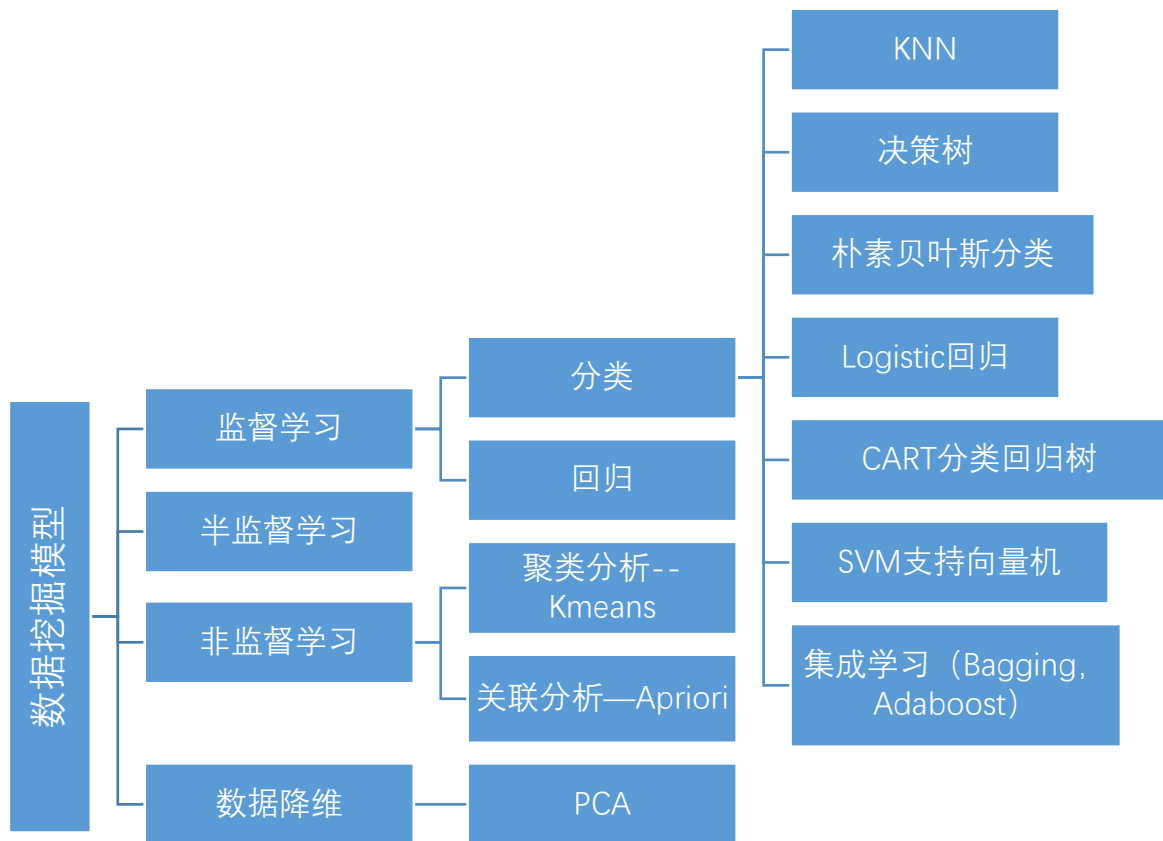 数据挖掘模型
监督学习
半监督学习
非监督学习
数据降维
分类
回归
聚类分析--
Kmeans
关联分析—Apriori
PCA
KNN
决策树
朴素贝叶斯分类
Logistic回归
CART分类回归树
SVM支持向量机
集成学习（Bagging,
Adaboost）